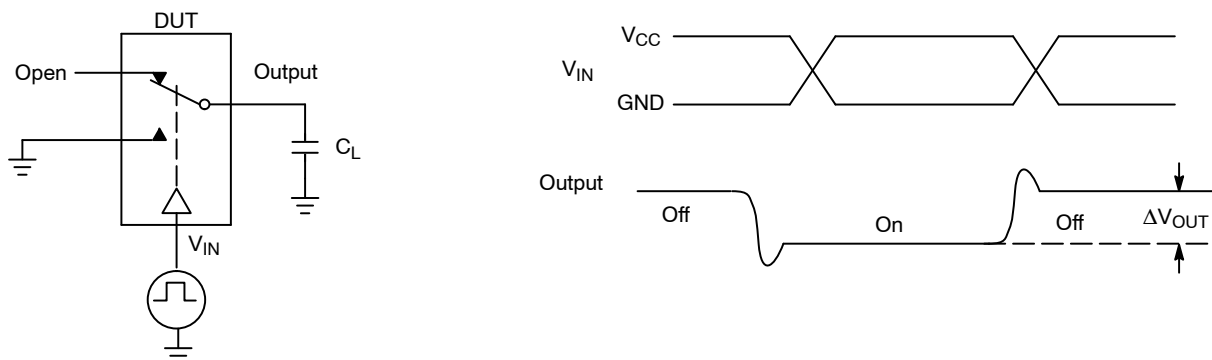 DUT
Open
Output
C_L
V_IN
V_CC
V_IN
GND
Output
Off
On
Off
ΔV_OUT